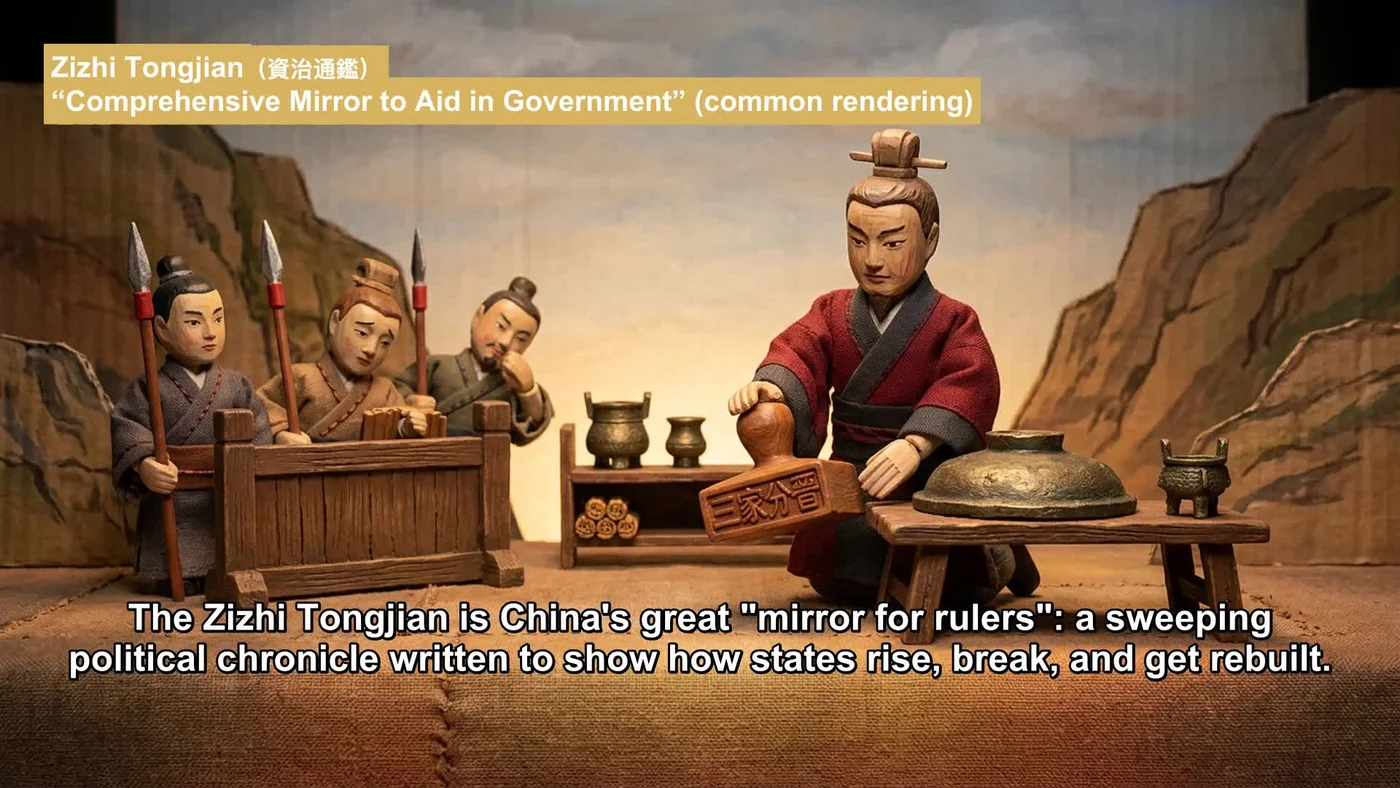 Zizhi Tongjian（資治通鑑）
“Comprehensive Mirror to Aid in Government” (common rendering)
三家分晉
The Zizhi Tongjian is China's great "mirror for rulers": a sweeping
political chronicle written to show how states rise, break, and get rebuilt.